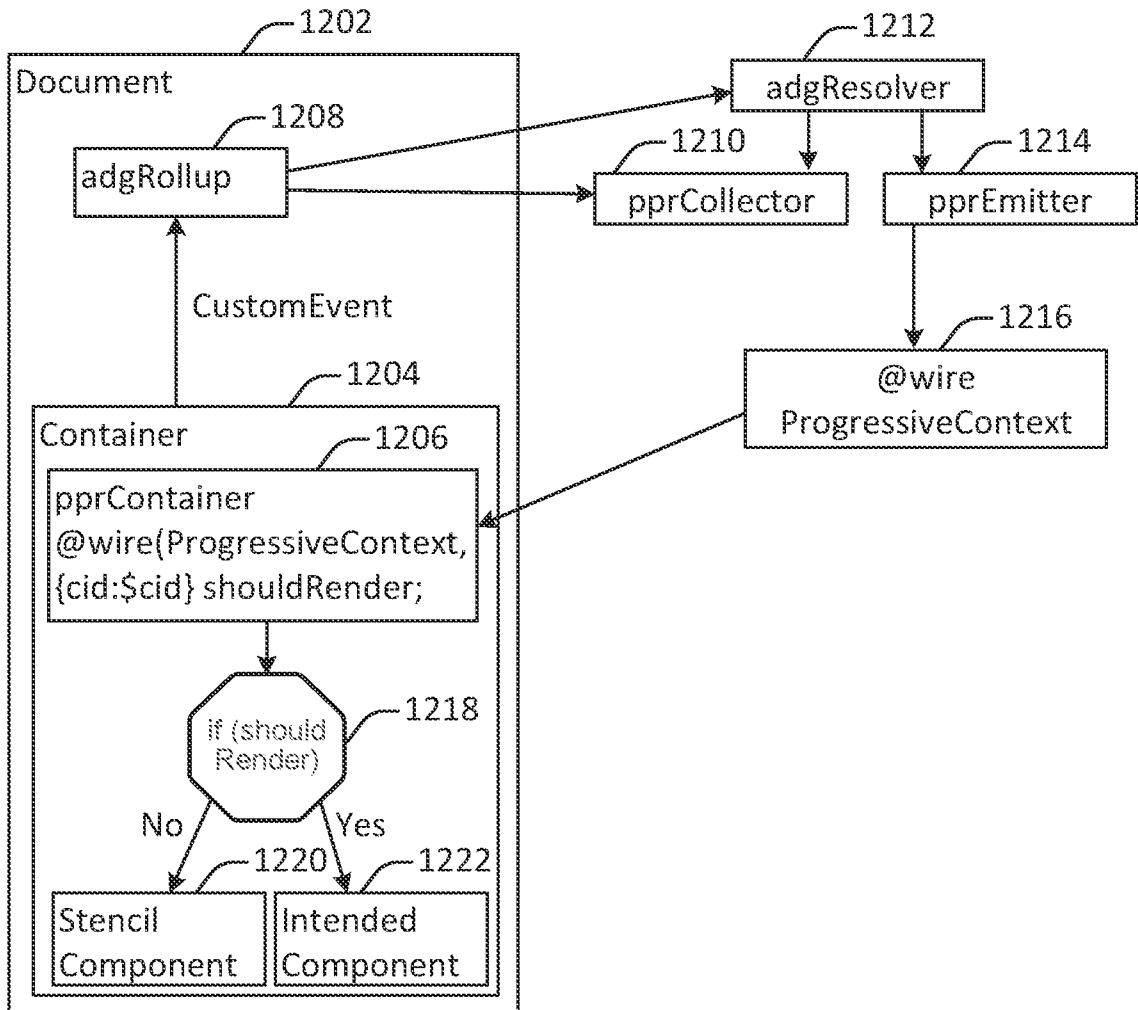 1202
Document
1208
adgRollup
CustomEvent
1204
Container
1206
pprContainer
@wire(ProgressiveContext,
{cid:$cid} shouldRender;
if (should
Render)
1218
No
Yes
1220
Stencil
Component
1222
Intended
Component
1212
adgResolver
1210
pprCollector
1214
pprEmitter
1216
@wire
ProgressiveContext